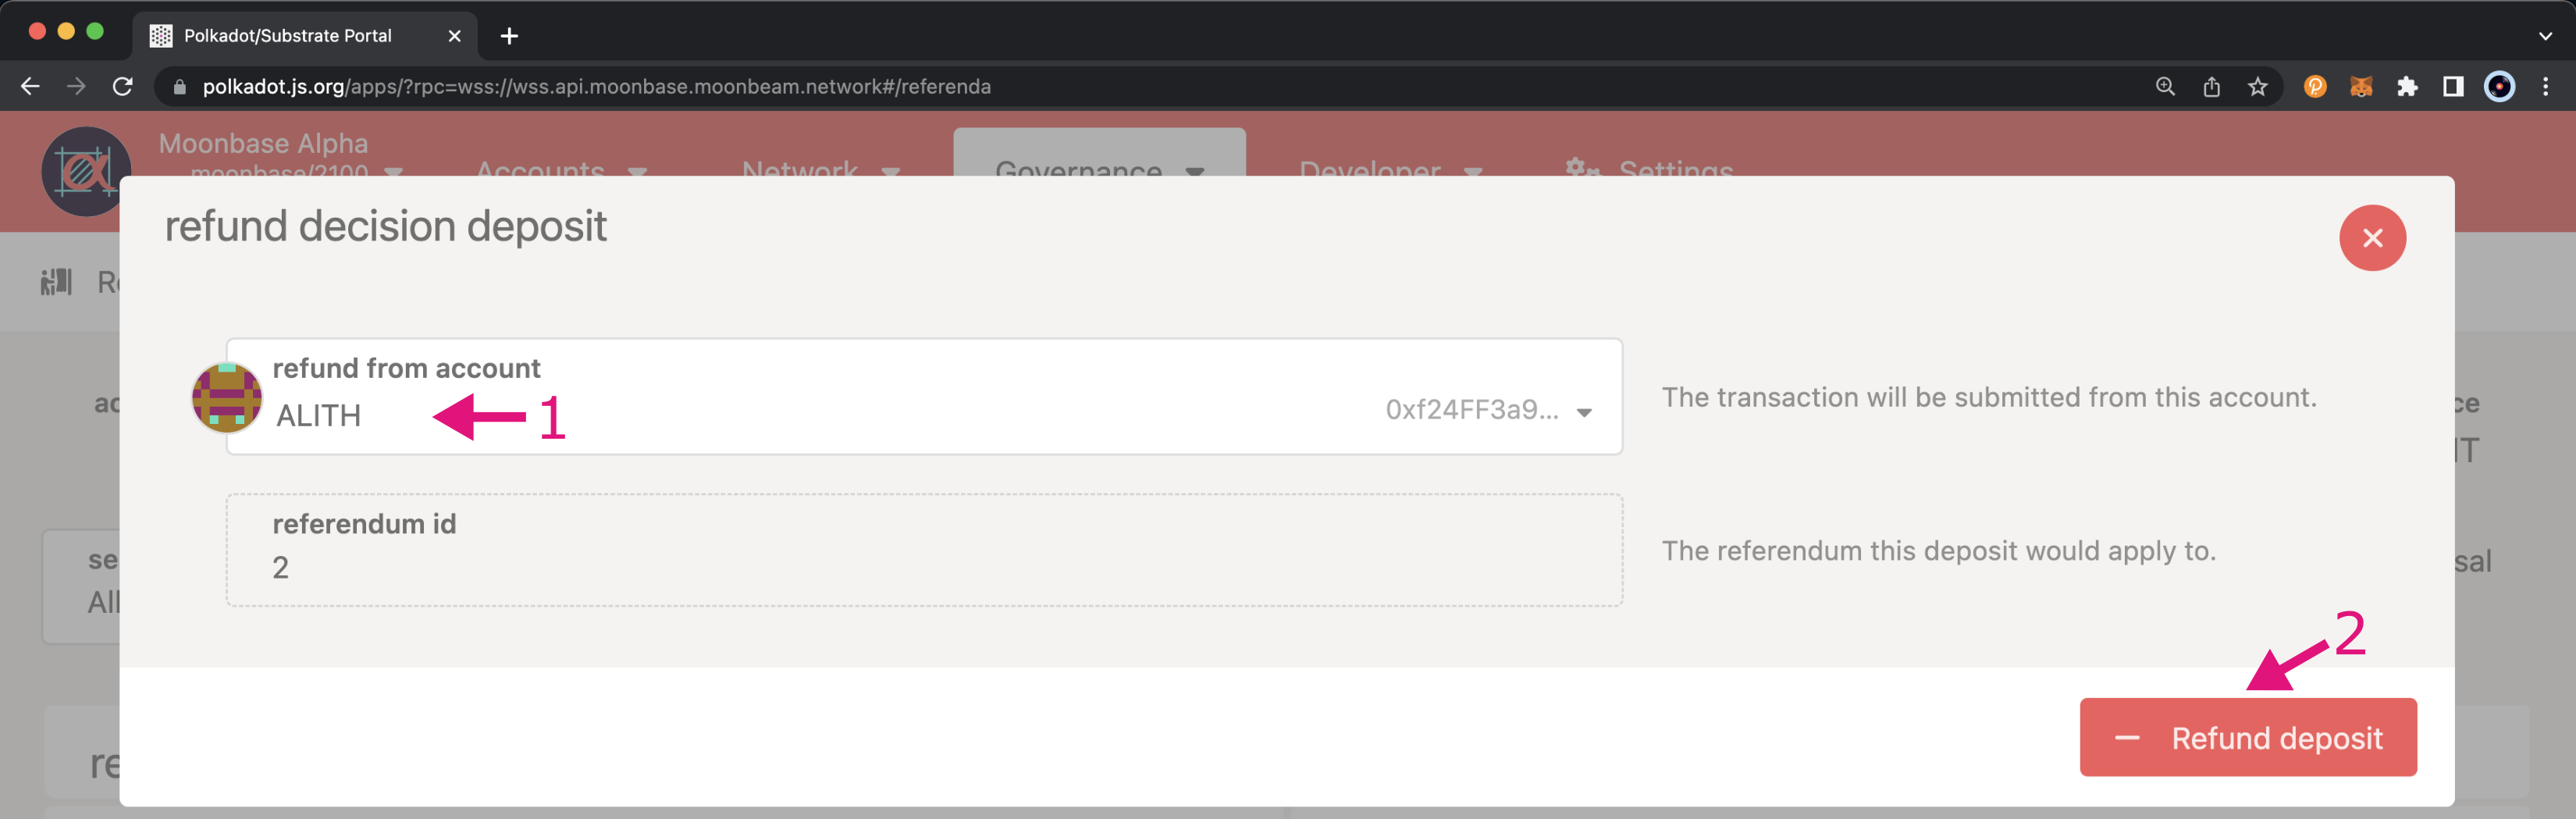 Polkadot/Substrate Portal
polkadot.js.org/apps/?rpc=wss://wss.api.moonbase.moonbeam.network#/referenda
Moonbase Alpha
moonbase/2100
Accounts
Network
Governance
Developer
Settings
refund decision deposit
refund from account
ALITH
0xf24FF3a9...
1
The transaction will be submitted from this account.
referendum id
2
The referendum this deposit would apply to.
2
Refund deposit